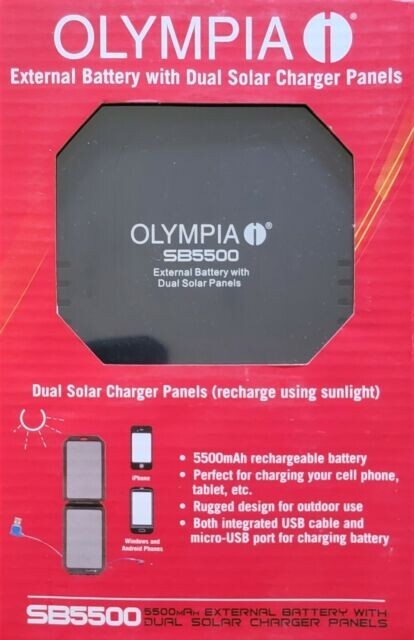 OLYMPIA ®
External Battery with Dual Solar Charger Panels
OLYMPIA ®
SB5500
External Battery with
Dual Solar Panels
Dual Solar Charger Panels (recharge using sunlight)
iPhone
Windows and
Android Phones
• 5500mAh rechargeable battery
• Perfect for charging your cell phone,
tablet, etc.
• Rugged design for outdoor use
• Both integrated USB cable and
micro-USB port for charging battery
SB5500 5500mAh EXTERNAL BATTERY WITH
DUAL SOLAR CHARGER PANELS